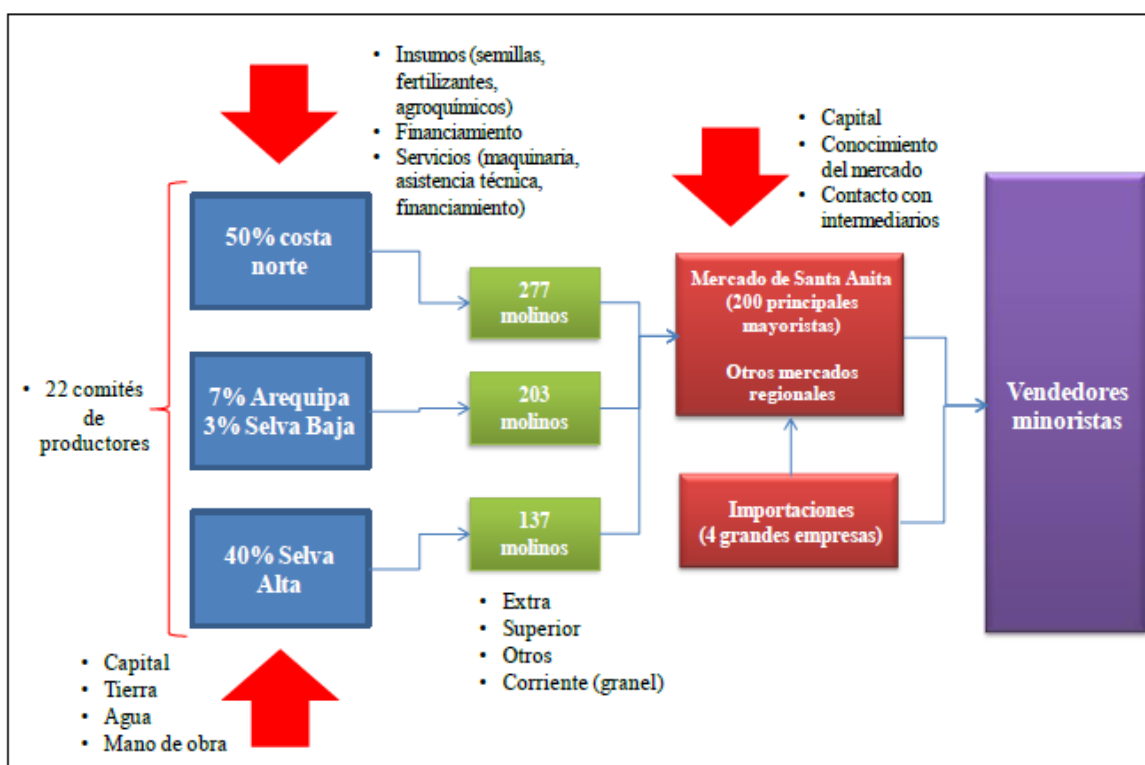 • Insumos (semillas,
fertilizantes,
agroquímicos)
• Financiamiento
• Servicios (maquinaria,
asistencia técnica,
financiamiento)
• Capital
• Conocimiento
del mercado
• Contacto con
intermediarios
• 22 comités
de
productores
50% costa
norte
7% Arequipa
3% Selva Baja
40% Selva
Alta
277
molinos
203
molinos
137
molinos
Mercado de Santa Anita
(200 principales
mayoristas)
Otros mercados
regionales
Importaciones
(4 grandes empresas)
Vendedores
minoristas
• Capital
• Tierra
• Agua
• Mano de obra
• Extra
• Superior
• Otros
• Corriente (granel)